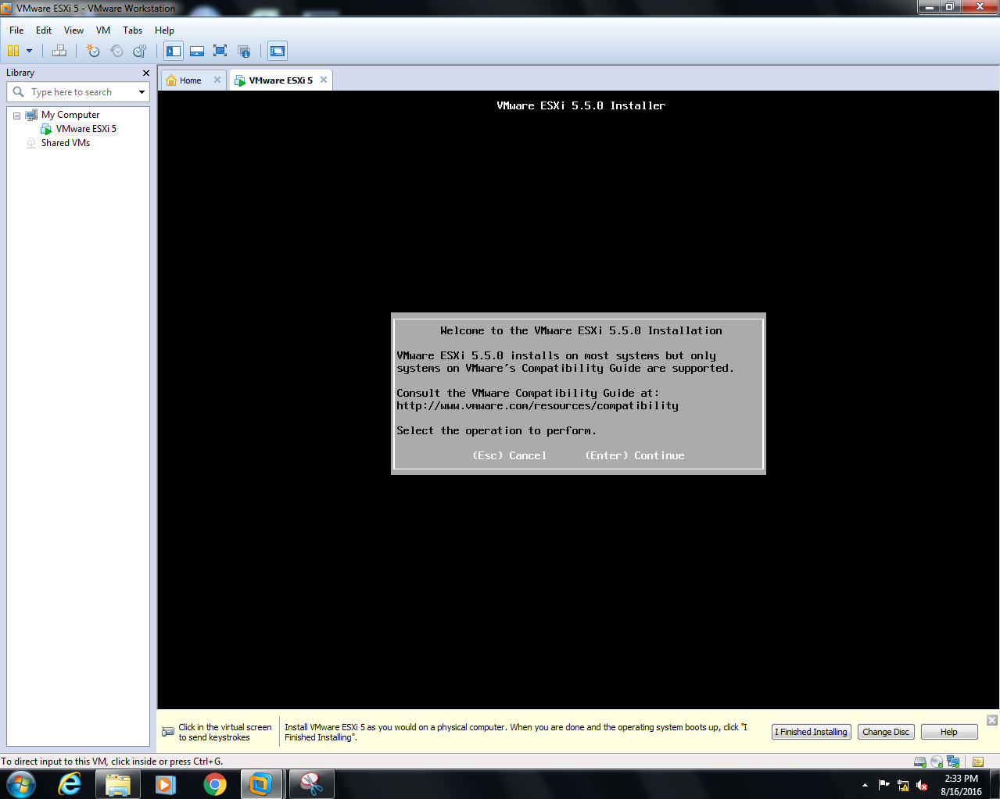 VMware ESXi 5 - VMware Workstation
File Edit View VM Tabs Help
Library
Home
VMware ESXi 5
Type here to search
My Computer
VMware ESXi 5
Shared VMs
VMware ESXi 5.5.0 Installer
Welcome to the VMware ESXi 5.5.0 Installation
VMware ESXi 5.5.0 installs on most systems but only
systems on VMware's Compatibility Guide are supported.
Consult the VMware Compatibility Guide at:
http://www.vmware.com/resources/compatibility
Select the operation to perform.
(Esc) Cancel (Enter) Continue
Click in the virtual screen
to send keystrokes
Install VMware ESXi 5 as you would on a physical computer. When you are done and the operating system boots up, click "I
Finished Installing".
I Finished Installing
Change Disc
Help
To direct input to this VM, click inside or press Ctrl+G.
2:33 PM
8/16/2016